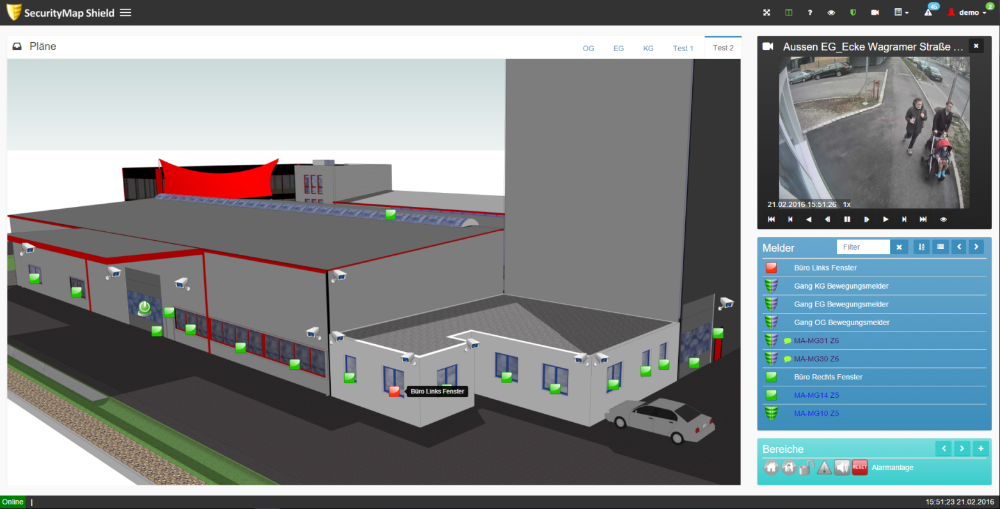 SecurityMap Shield
?
45
demo
2
Pläne
OG
EG
KG
Test 1
Test 2
Aussen EG_Ecke Wagramer Straße ...
21.02.2016 15:51:26 1x
Melder
Filter
Büro Links Fenster
Gang KG Bewegungsmelder
Gang EG Bewegungsmelder
Gang OG Bewegungsmelder
MA-MG31 Z6
MA-MG30 Z6
Büro Rechts Fenster
MA-MG14 Z5
MA-MG10 Z5
Büro Links Fenster
Bereiche
RESET
Alarmanlage
Online |
15:51:23 21.02.2016